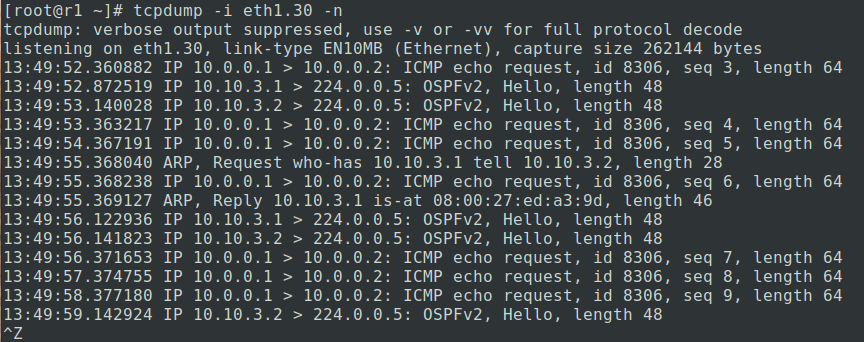 [root@r1 ~]# tcpdump -i eth1.30 -n
tcpdump: verbose output suppressed, use -v or -vv for full protocol decode
listening on eth1.30, link-type EN10MB (Ethernet), capture size 262144 bytes
13:49:52.360882 IP 10.0.0.1 > 10.0.0.2: ICMP echo request, id 8306, seq 3, length 64
13:49:52.872519 IP 10.10.3.1 > 224.0.0.5: OSPFv2, Hello, length 48
13:49:53.140028 IP 10.10.3.2 > 224.0.0.5: OSPFv2, Hello, length 48
13:49:53.363217 IP 10.0.0.1 > 10.0.0.2: ICMP echo request, id 8306, seq 4, length 64
13:49:54.367191 IP 10.0.0.1 > 10.0.0.2: ICMP echo request, id 8306, seq 5, length 64
13:49:55.368040 ARP, Request who-has 10.10.3.1 tell 10.10.3.2, length 28
13:49:55.368238 IP 10.0.0.1 > 10.0.0.2: ICMP echo request, id 8306, seq 6, length 64
13:49:55.369127 ARP, Reply 10.10.3.1 is-at 08:00:27:ed:a3:9d, length 46
13:49:56.122936 IP 10.10.3.1 > 224.0.0.5: OSPFv2, Hello, length 48
13:49:56.141823 IP 10.10.3.2 > 224.0.0.5: OSPFv2, Hello, length 48
13:49:56.371653 IP 10.0.0.1 > 10.0.0.2: ICMP echo request, id 8306, seq 7, length 64
13:49:57.374755 IP 10.0.0.1 > 10.0.0.2: ICMP echo request, id 8306, seq 8, length 64
13:49:58.377180 IP 10.0.0.1 > 10.0.0.2: ICMP echo request, id 8306, seq 9, length 64
13:49:59.142924 IP 10.10.3.2 > 224.0.0.5: OSPFv2, Hello, length 48
^Z